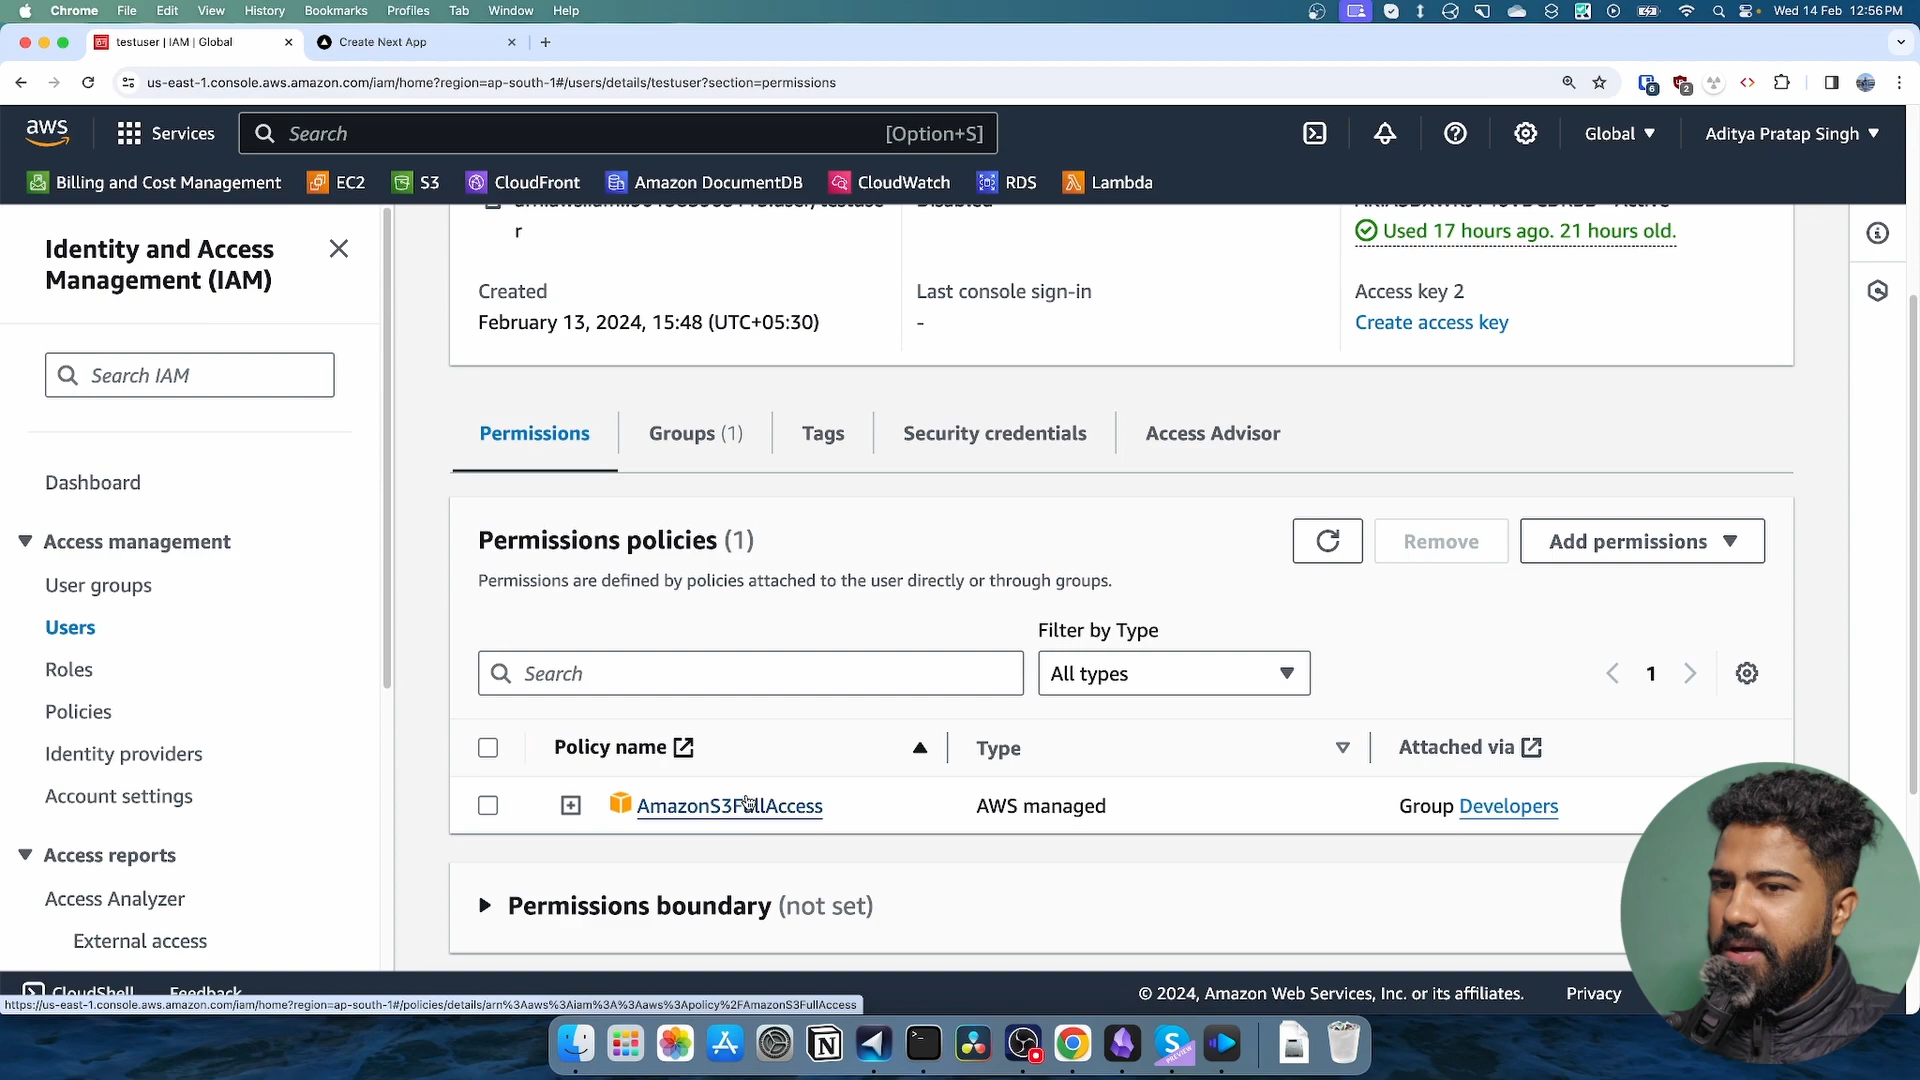 Chrome File Edit View History Bookmarks Profiles Tab Window Help Wed 14 Feb 12:56 PM
testuser | IAM | Global Create Next App
us-east-1.console.aws.amazon.com/iam/home?region=ap-south-1#/users/details/testuser?section=permissions
aws Services Search [Option+S] Global Aditya Pratap Singh
Billing and Cost Management EC2 S3 CloudFront Amazon DocumentDB CloudWatch RDS Lambda
Identity and Access
Management (IAM)
Search IAM
Dashboard
Access management
User groups
Users
Roles
Policies
Identity providers
Account settings
Access reports
Access Analyzer
External access
r
Used 17 hours ago. 21 hours old.
Created
February 13, 2024, 15:48 (UTC+05:30)
Last console sign-in
-
Access key 2
Create access key
Permissions Groups (1) Tags Security credentials Access Advisor
Permissions policies (1)
Remove Add permissions
Permissions are defined by policies attached to the user directly or through groups.
Filter by Type
Search All types 1
Policy name Type Attached via
AmazonS3FullAccess AWS managed Group Developers
Permissions boundary (not set)
CloudShell Feedback © 2024, Amazon Web Services, Inc. or its affiliates. Privacy
https://us-east-1.console.aws.amazon.com/iam/home?region=ap-south-1#/policies/details/arn%3Aaws%3Aiam%3A%3Aaws%3Apolicy%2FAmazonS3FullAccess